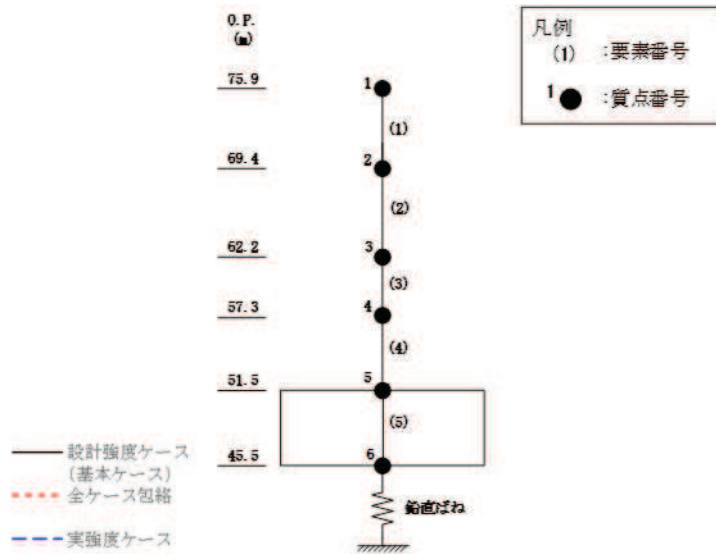 O.P.
(m)
凡例
(1) :要素番号
1 :質点番号
75.9
1
(1)
69.4
2
(2)
62.2
3
(3)
57.3
4
(4)
51.5
5
(5)
45.5
6
鉛直ばね
設計強度ケース
(基本ケース)
全ケース包絡
実強度ケース